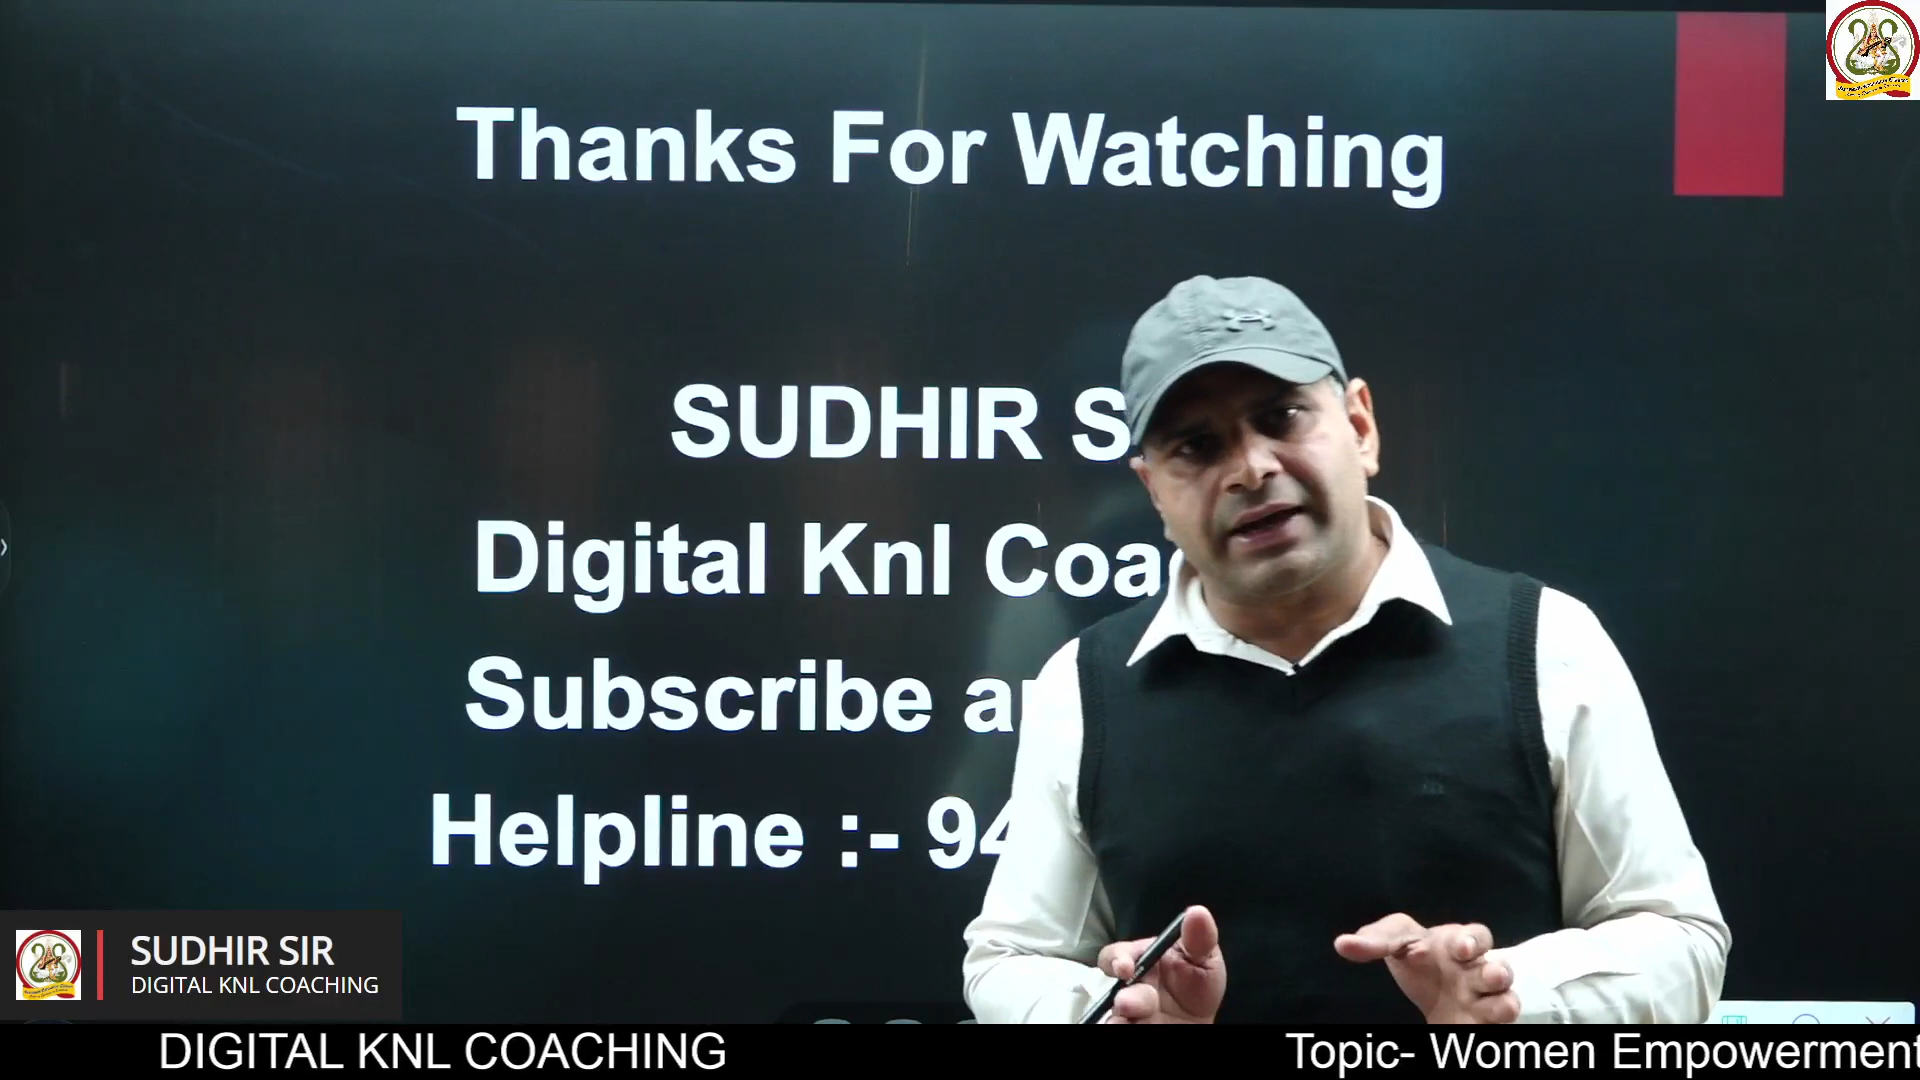 Thanks For Watching
SUDHIR
Digital Knl
Subscribe
Helpline :- 94
SUDHIR SIR
DIGITAL KNL COACHING
DIGITAL KNL COACHING
Topic- Women Empowerment